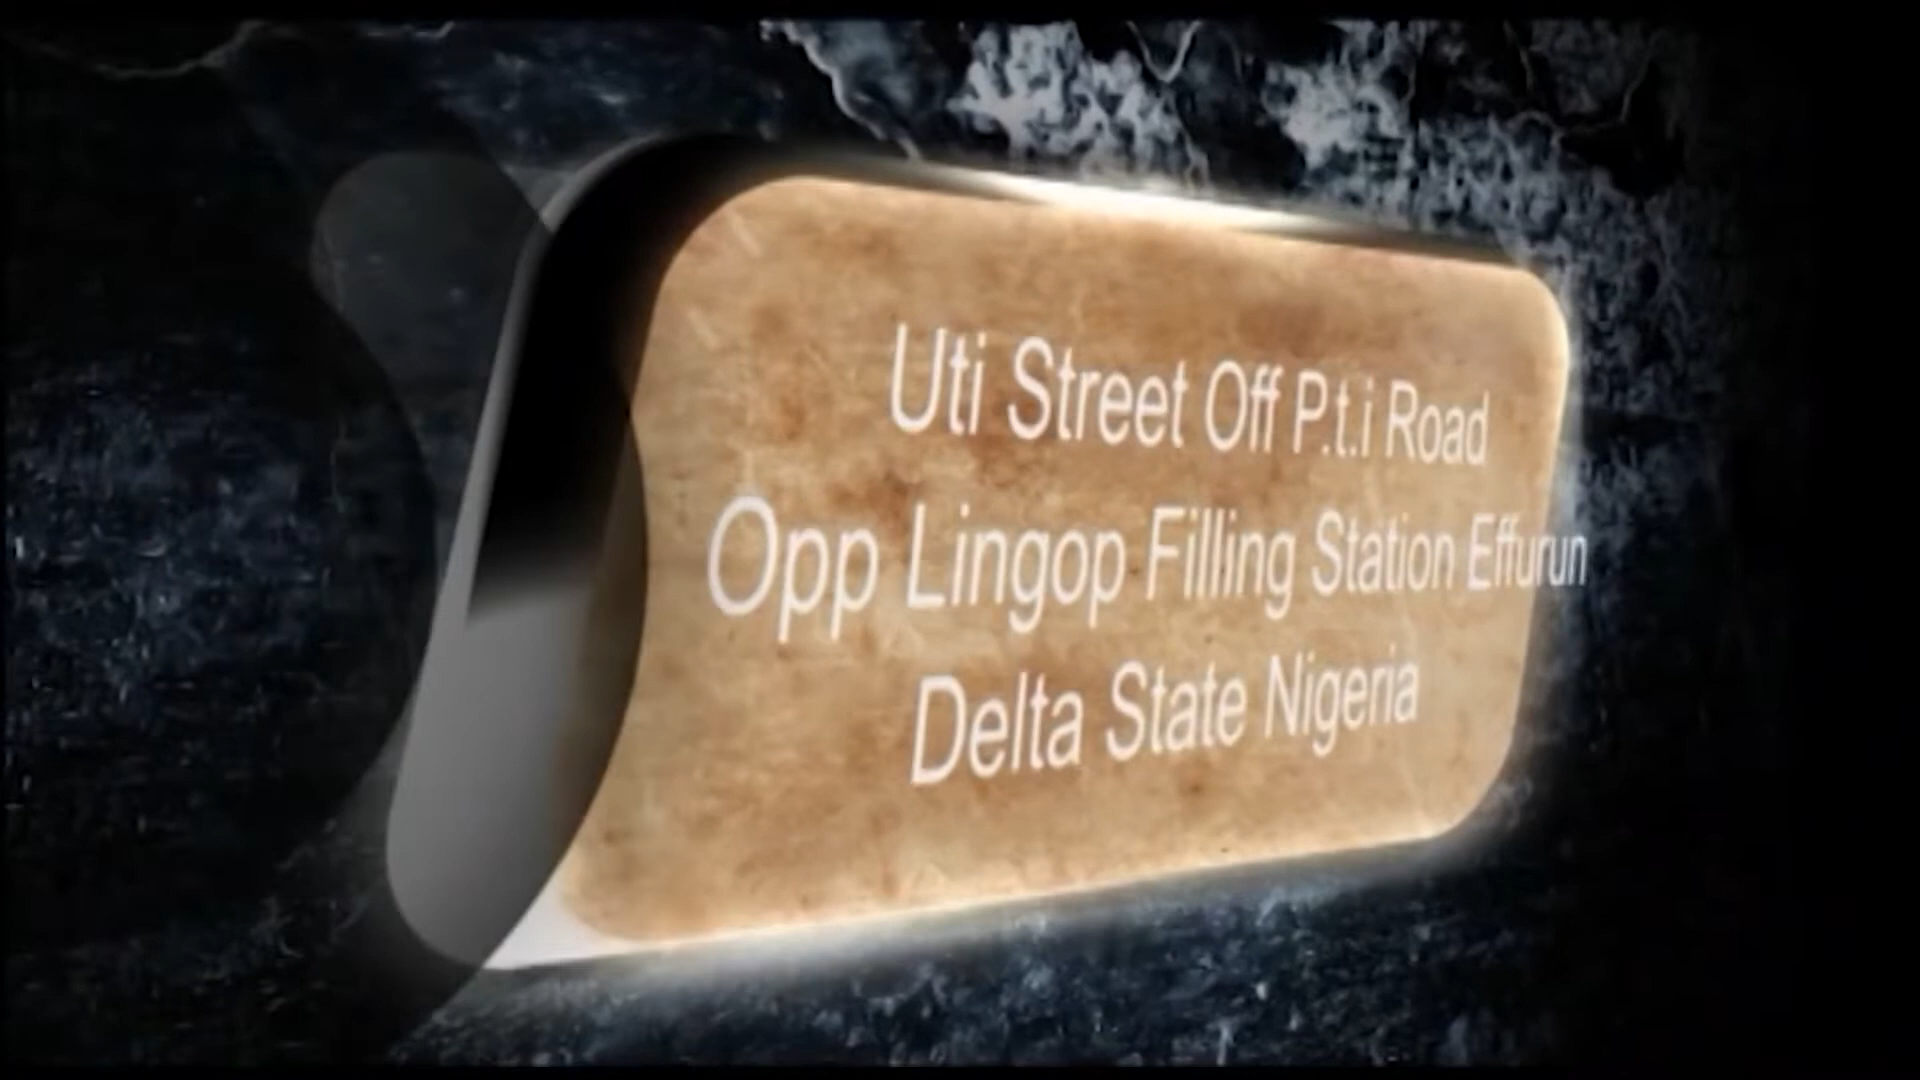 Uti Street Off P.t.i Road
Opp Lingop Filling Station Effurun
Delta State Nigeria